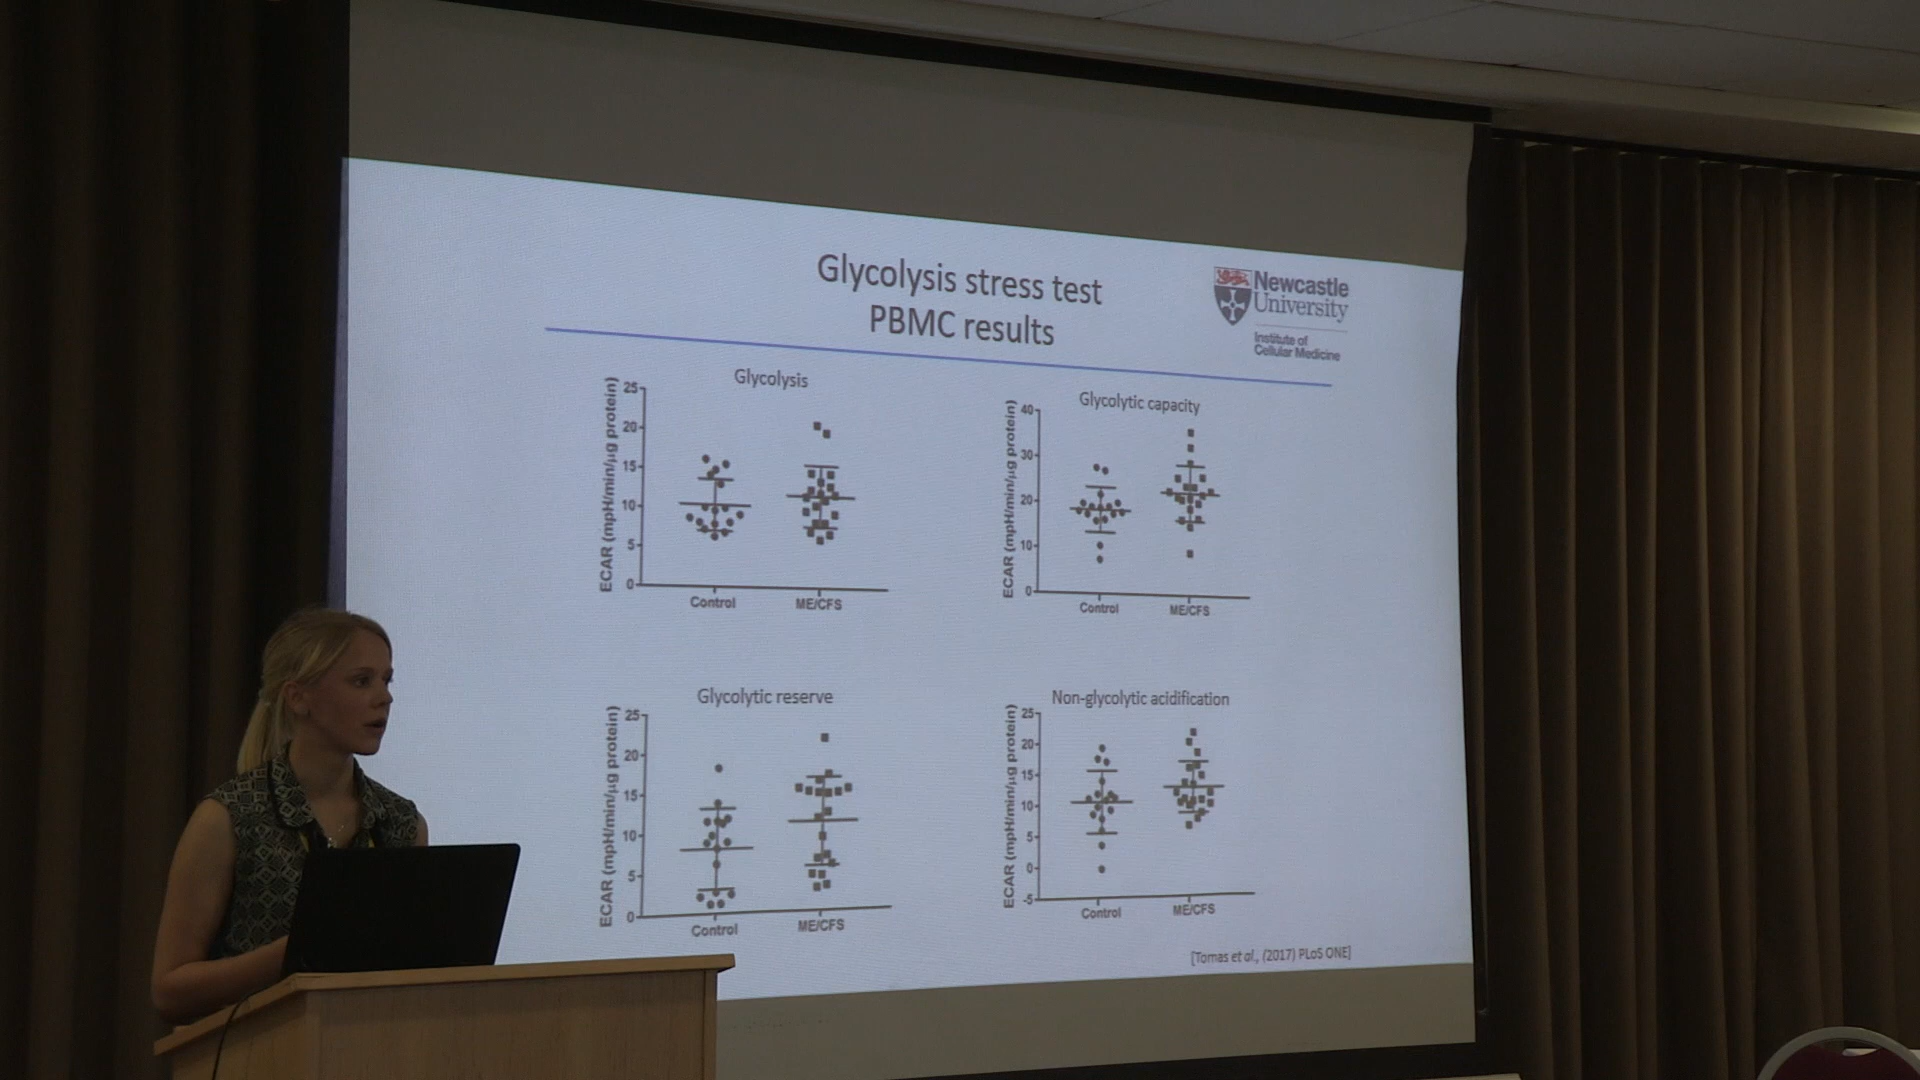 Glycolysis stress test
PBMC results
Newcastle
University
Institute of
Cellular Medicine
Glycolysis
ECAR (mpH/min/µg protein)
25
20
15
10
5
0
Control
ME/CFS
Glycolytic capacity
ECAR (mpH/min/µg protein)
40
30
20
10
0
Control
ME/CFS
Glycolytic reserve
ECAR (mpH/min/µg protein)
25
20
15
10
5
0
Control
ME/CFS
Non-glycolytic acidification
ECAR (mpH/min/µg protein)
25
20
15
10
5
0
-5
Control
ME/CFS
[Tomas et al., (2017) PLoS ONE]